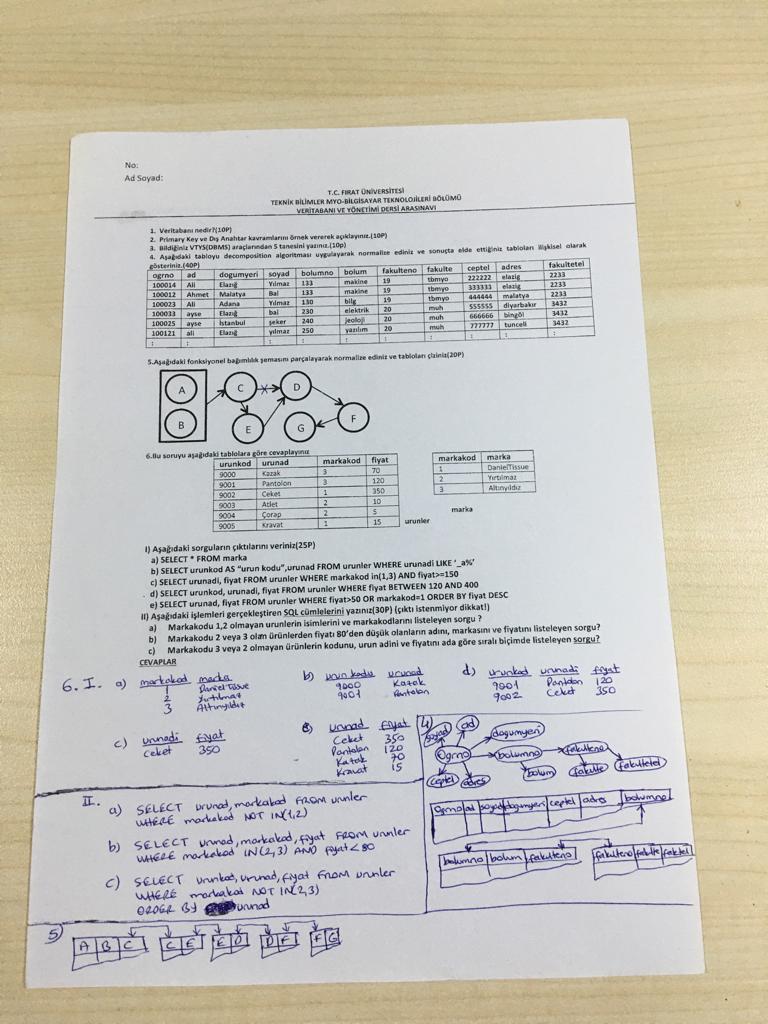 No:
Ad Soyad:
T.C. FIRAT ÜNİVERSİTESİ
TEKNİK BİLİMLER MYO-BİLGİSAYAR TEKNOLOJİLERİ BÖLÜMÜ
VERİTABANI VE YÖNETİMİ DERSİ ARASINAVI
1. Veritabanı nedir?(10P)
2. Primary Key ve Dış Anahtar kavramlarını örnek vererek açıklayınız.(10P)
3. Bildiğiniz VTYS(DBMS) araçlarından 5 tanesini yazınız.(10p)
4. Aşağıdaki tabloyu decomposition algoritması uygulayarak normalize ediniz ve sonuçta elde ettiğiniz tabloları ilişkisel olarak
gösteriniz.(40P)
ogrno ad dogumyeri soyad bolumno bolum fakulteno fakulte ceptel adres fakultetel
100014 Ali Elazığ Yılmaz 133 makine 19 tbmyo 222222 elazig 2233
100012 Ahmet Malatya Bal 133 makine 19 tbmyo 333333 elazig 2233
100023 Ali Adana Yılmaz 130 bilg 19 tbmyo 444444 malatya 2233
100033 ayse Elazığ bal 230 elektrik 20 muh 555555 diyarbakır 3432
100025 ayse İstanbul şeker 240 jeoloji 20 muh 666666 bingöl 3432
100121 ali Elazığ yılmaz 250 yazılım 20 muh 777777 tunceli 3432
: : : : : : : : : :
5.Aşağıdaki fonksiyonel bağımlılık şemasını parçalayarak normalize ediniz ve tabloları çiziniz(20P)
A C D
B E G F
6.Bu soruyu aşağıdaki tablolara göre cevaplayınız
urunkod urunad markakod fiyat
9000 Kazak 3 70
9001 Pantolon 3 120
9002 Ceket 1 350
9003 Atlet 2 10
9004 Çorap 2 5
9005 Kravat 1 15
urunler
markakod marka
1 DanielTissue
2 Yırtılmaz
3 Altınyıldız
marka
I) Aşağıdaki sorguların çıktılarını veriniz(25P)
a) SELECT * FROM marka
b) SELECT urunkod AS "urun kodu",urunad FROM urunler WHERE urunadi LIKE '_a%'
c) SELECT urunadi, fiyat FROM urunler WHERE markakod in(1,3) AND fiyat>=150
d) SELECT urunkod, urunadi, fiyat FROM urunler WHERE fiyat BETWEEN 120 AND 400
e) SELECT urunad, fiyat FROM urunler WHERE fiyat>50 OR markakod=1 ORDER BY fiyat DESC
II) Aşağıdaki işlemleri gerçekleştiren SQL cümlelerini yazınız(30P) (çıktı istenmiyor dikkat!)
a) Markakodu 1,2 olmayan urunlerin isimlerini ve markakodlarını listeleyen sorgu ?
b) Markakodu 2 veya 3 olan ürünlerden fiyatı 80'den düşük olanların adını, markasını ve fiyatını listeleyen sorgu?
c) Markakodu 3 veya 2 olmayan ürünlerin kodunu, urun adini ve fiyatını ada göre sıralı biçimde listeleyen sorgu?
CEVAPLAR
6. I. a) markakod marka
1 Daniel Tissue
2 Yırtılmaz
3 Altınyıldız
b) urun kodu urunad
9000 Kazak
9001 Pantolon
d) urunkod urunadi fiyat
9001 Pantolon 120
9002 Ceket 350
c) urunadi fiyat
ceket 350
e) urunad fiyat
Ceket 350
Pantolon 120
Kazak 70
Kravat 15
4)
soyad ad dogumyeri
Ogrno bolumno fakulteno
ceptel adres bolum fakulte fakultetel
Ogrno ad soyad dogumyeri ceptel adres bolumno
bolumno bolum fakulteno
fakulteno fakulte faktel
II.
a) SELECT urunad, markakod FROM urunler
WHERE markakod NOT IN(1,2)
b) SELECT urunad, markakod, fiyat FROM urunler
WHERE markakod IN(2,3) AND fiyat<80
c) SELECT urunkod, urunad, fiyat FROM urunler
WHERE markakod NOT IN(2,3)
ORDER BY urunad
5)
A B C C E E D D F F G